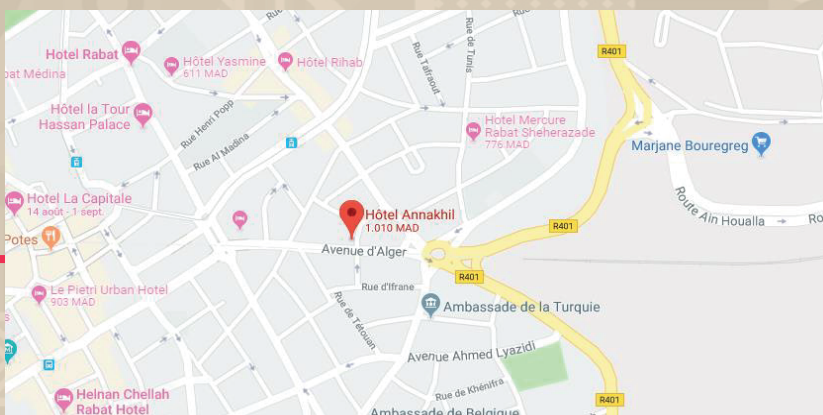 Rue
Rue de
Hotel Rabat
R401
bat Médina
Hôtel Yasmine
611 MAD
Hôtel Rihab
Rue de Tunis
Rue Tafraout
Hôtel la Tour
Hassan Palace
Rue Henri Popp
Rue Al Madina
Hotel Mercure
Rabat Sheherazade
776 MAD
Marjane Bouregreg
Hotel La Capitale
14 août - 1 sept.
Route Ain Houalla
Ro
Hôtel Annakhil
1.010 MAD
R401
Potes
Avenue d'Alger
R401
Le Pietri Urban Hotel
903 MAD
Rue d'Ifrane
Rue de Tétouan
Ambassade de la Turquie
Avenue Ahmed Lyazidi
Rue de Khénifra
Helnan Chellah
Rabat Hotel
R401
Ambassade de Belgique